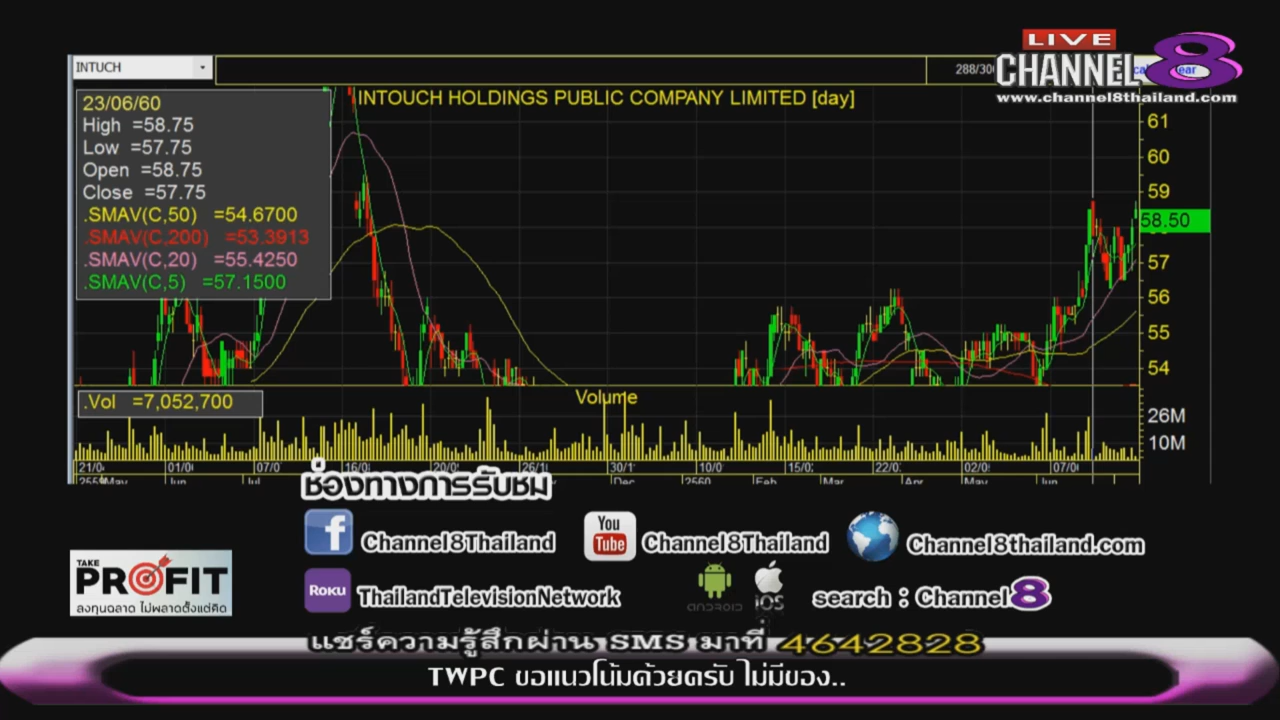 LIVE
CHANNEL 8
www.channel8thailand.com
INTUCH
INTOUCH HOLDINGS PUBLIC COMPANY LIMITED [day]
23/06/60
High =58.75
Low =57.75
Open =58.75
Close =57.75
.SMAV(C,50) =54.6700
.SMAV(C,200) =53.3913
.SMAV(C,20) =55.4250
.SMAV(C,5) =57.1500
61
60
59
58.50
57
56
55
54
.Vol =7,052,700
Volume
26M
10M
2560
ช่องทางการรับชม
Channel8Thailand
You Tube
Channel8Thailand
Channel8thailand.com
TAKE
PROFIT
ลงทุนฉลาด ไม่พลาดตั้งแต่คิด
ROKU
ThailandTelevisionNetwork
ANDROID
iOS
search : Channel 8
แชร์ความรู้สึกผ่าน SMS มาที่ 4642828
TWPC ขอแนวโน้มด้วยครับ ไม่มีของ..